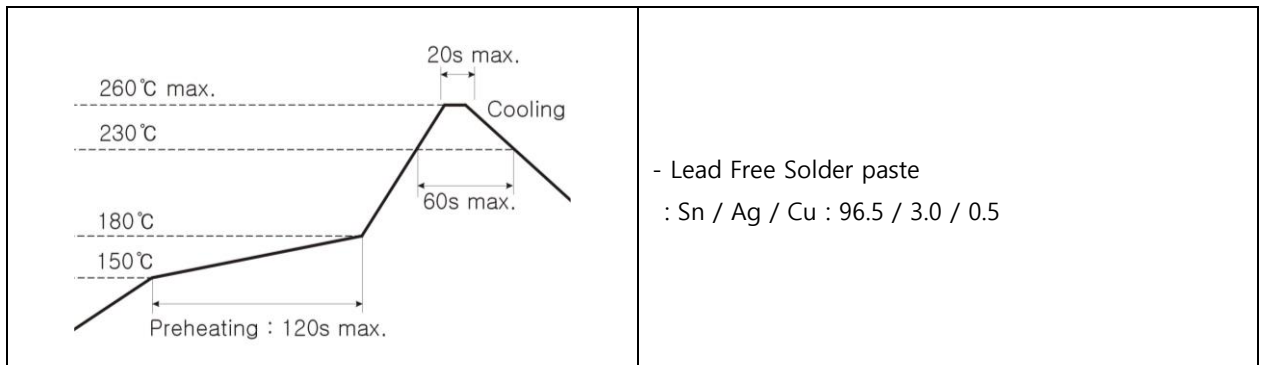 20s max.
260℃ max.
Cooling
230℃
60s max.
180℃
150℃
Preheating : 120s max.
- Lead Free Solder paste
: Sn / Ag / Cu : 96.5 / 3.0 / 0.5